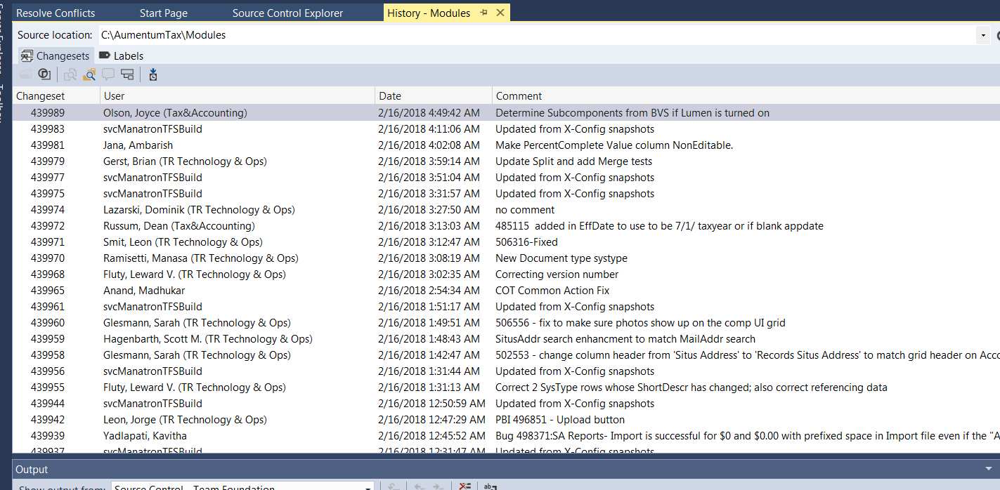 Resolve Conflicts Start Page Source Control Explorer History - Modules
Source location: C:\AumentumTax\Modules
Changesets Labels
Changeset User Date Comment
439989 Olson, Joyce (Tax&Accounting) 2/16/2018 4:49:42 AM Determine Subcomponents from BVS if Lumen is turned on
439983 svcManatronTFSBuild 2/16/2018 4:11:06 AM Updated from X-Config snapshots
439981 Jana, Ambarish 2/16/2018 4:02:08 AM Make PercentComplete Value column NonEditable.
439979 Gerst, Brian (TR Technology & Ops) 2/16/2018 3:59:14 AM Update Split and add Merge tests
439977 svcManatronTFSBuild 2/16/2018 3:51:04 AM Updated from X-Config snapshots
439975 svcManatronTFSBuild 2/16/2018 3:31:57 AM Updated from X-Config snapshots
439974 Lazarski, Dominik (TR Technology & Ops) 2/16/2018 3:27:50 AM no comment
439972 Russum, Dean (Tax&Accounting) 2/16/2018 3:13:03 AM 485115  added in EffDate to use to be 7/1/ taxyear or if blank appdate
439971 Smit, Leon (TR Technology & Ops) 2/16/2018 3:12:47 AM 506316-Fixed
439970 Ramisetti, Manasa (TR Technology & Ops) 2/16/2018 3:08:19 AM New Document type systype
439968 Fluty, Leward V. (TR Technology & Ops) 2/16/2018 3:02:35 AM Correcting version number
439965 Anand, Madhukar 2/16/2018 2:54:34 AM COT Common Action Fix
439961 svcManatronTFSBuild 2/16/2018 1:51:17 AM Updated from X-Config snapshots
439960 Glesmann, Sarah (TR Technology & Ops) 2/16/2018 1:49:51 AM 506556 - fix to make sure photos show up on the comp UI grid
439959 Hagenbarth, Scott M. (TR Technology & Ops) 2/16/2018 1:48:43 AM SitusAddr search enhancment to match MailAddr search
439958 Glesmann, Sarah (TR Technology & Ops) 2/16/2018 1:42:47 AM 502553 - change column header from 'Situs Address' to 'Records Situs Address' to match grid header on Acco
439956 svcManatronTFSBuild 2/16/2018 1:31:44 AM Updated from X-Config snapshots
439955 Fluty, Leward V. (TR Technology & Ops) 2/16/2018 1:31:13 AM Correct 2 SysType rows whose ShortDescr has changed; also correct referencing data
439944 svcManatronTFSBuild 2/16/2018 12:50:59 AM Updated from X-Config snapshots
439942 Leon, Jorge (TR Technology & Ops) 2/16/2018 12:47:29 AM PBI 496851 - Upload button
439939 Yadlapati, Kavitha 2/16/2018 12:45:52 AM Bug 498371:SA Reports- Import is successful for $0 and $0.00 with prefixed space in Import file even if the "A
439937 svcManatronTFSBuild 2/16/2018 12:31:47 AM Updated from X-Config snapshots
Output
Show output from: Source Control - Team Foundation